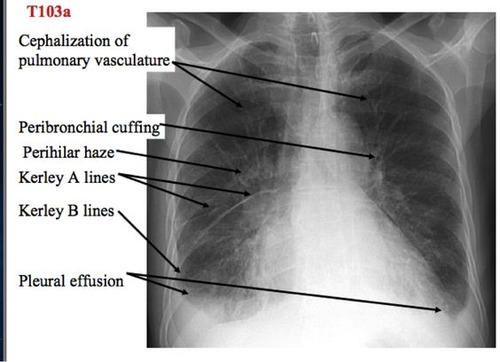 T103a
Cephalization of
pulmonary vasculature
Peribronchial cuffing
Perihilar haze
Kerley A lines
Kerley B lines
Pleural effusion